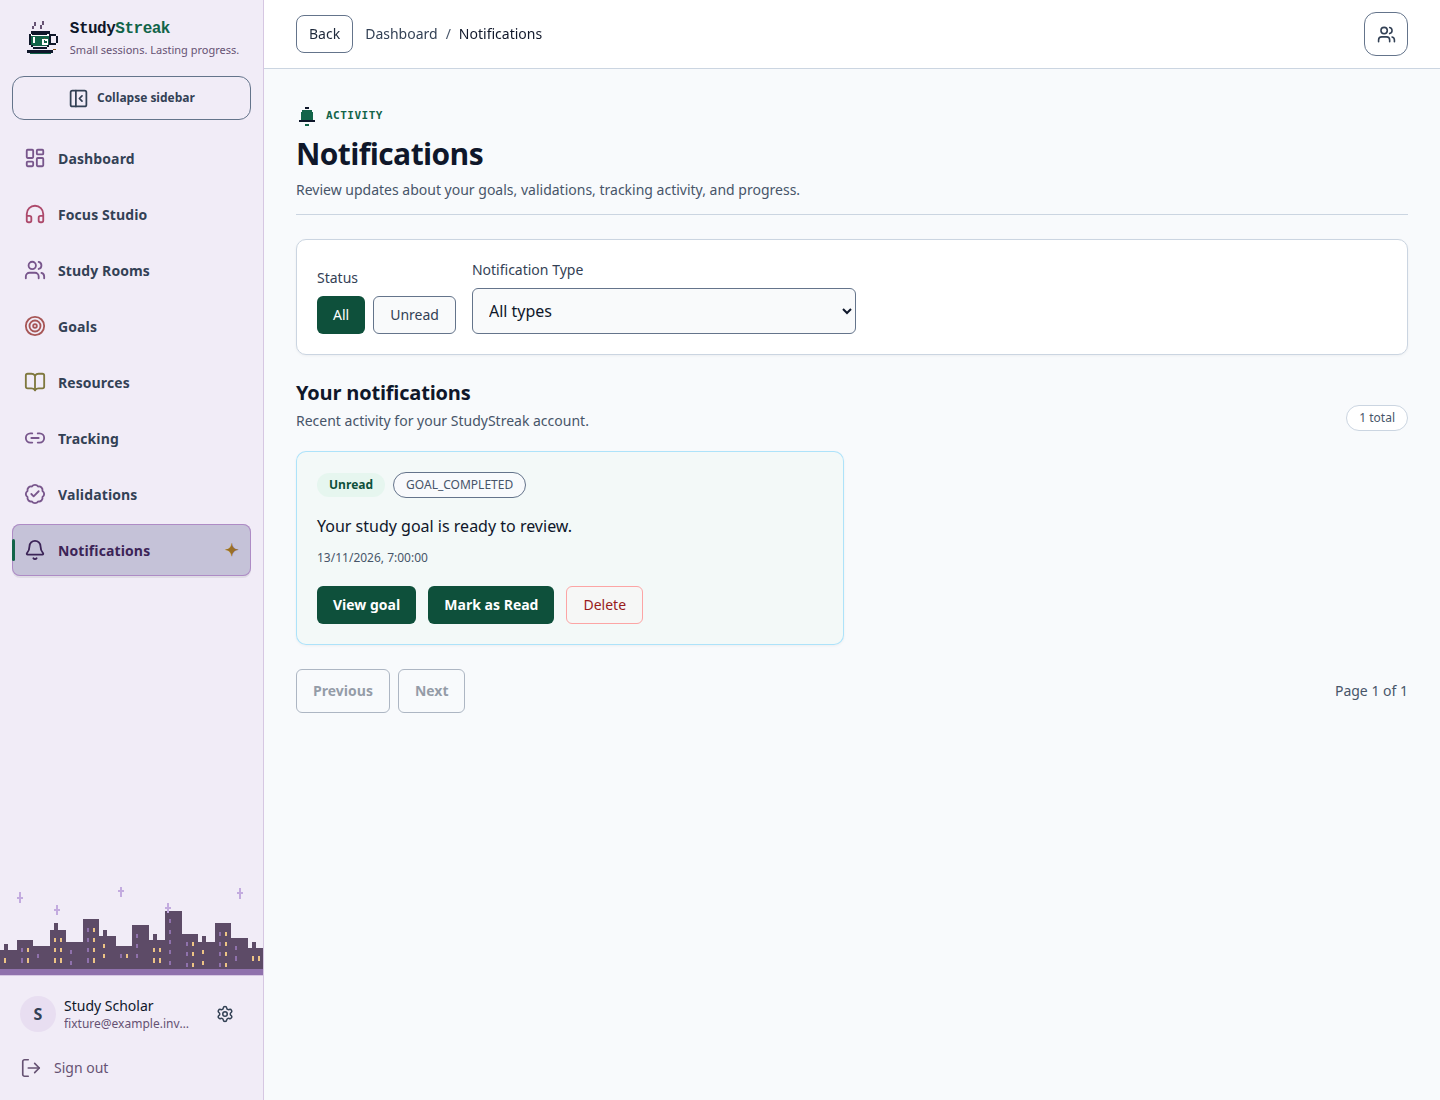 StudyStreak
Small sessions. Lasting progress.
Collapse sidebar
Dashboard
Focus Studio
Study Rooms
Goals
Resources
Tracking
Validations
Notifications
S
Study Scholar
fixture@example.inv...
Sign out
Back
Dashboard / Notifications
ACTIVITY
Notifications
Review updates about your goals, validations, tracking activity, and progress.
Status
All
Unread
Notification Type
All types
Your notifications
Recent activity for your StudyStreak account.
1 total
Unread
GOAL_COMPLETED
Your study goal is ready to review.
13/11/2026, 7:00:00
View goal
Mark as Read
Delete
Previous
Next
Page 1 of 1